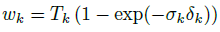 w_k = T_k (1 − exp(−σ_k δ_k))